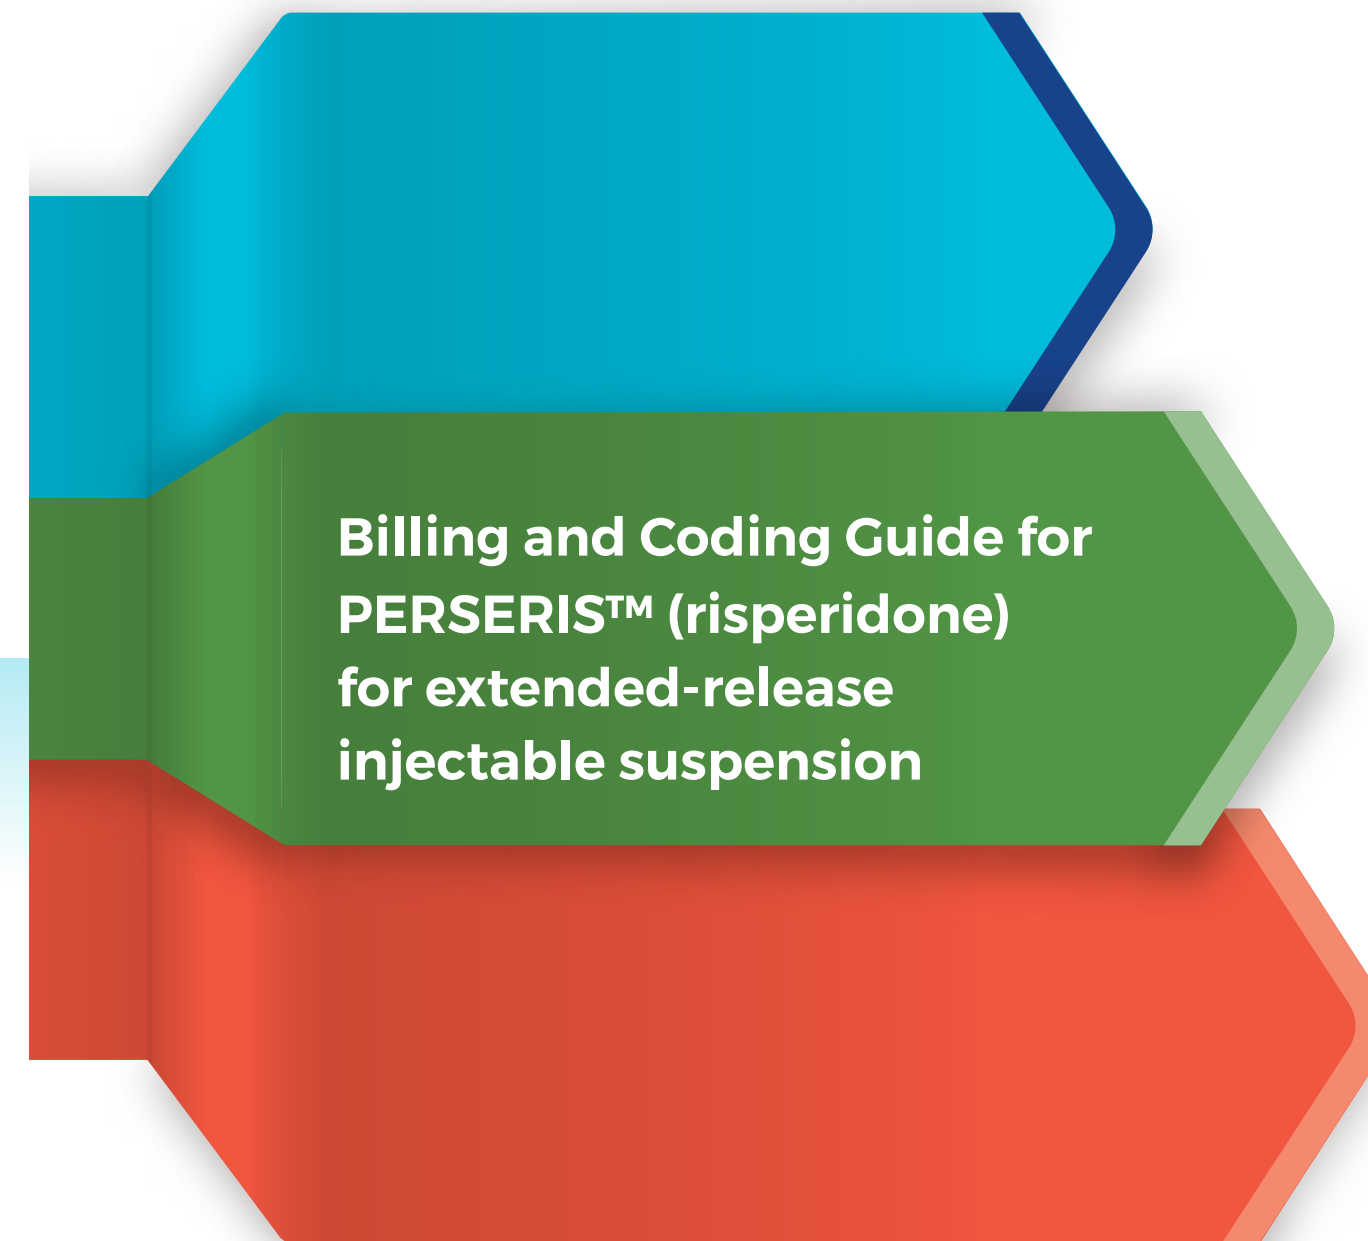 Billing and Coding Guide for
PERSERIS™ (risperidone)
for extended-release
injectable suspension